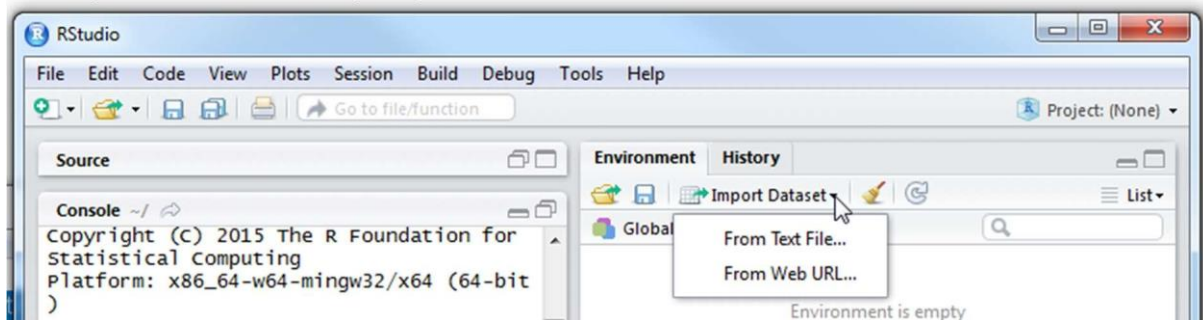 RStudio
File Edit Code View Plots Session Build Debug Tools Help
Go to file/function
Project: (None)
Source
Console ~/
Copyright (C) 2015 The R Foundation for
Statistical Computing
Platform: x86_64-w64-mingw32/x64 (64-bit
)
Environment History
Import Dataset
List
Global
From Text File...
From Web URL...
Environment is empty